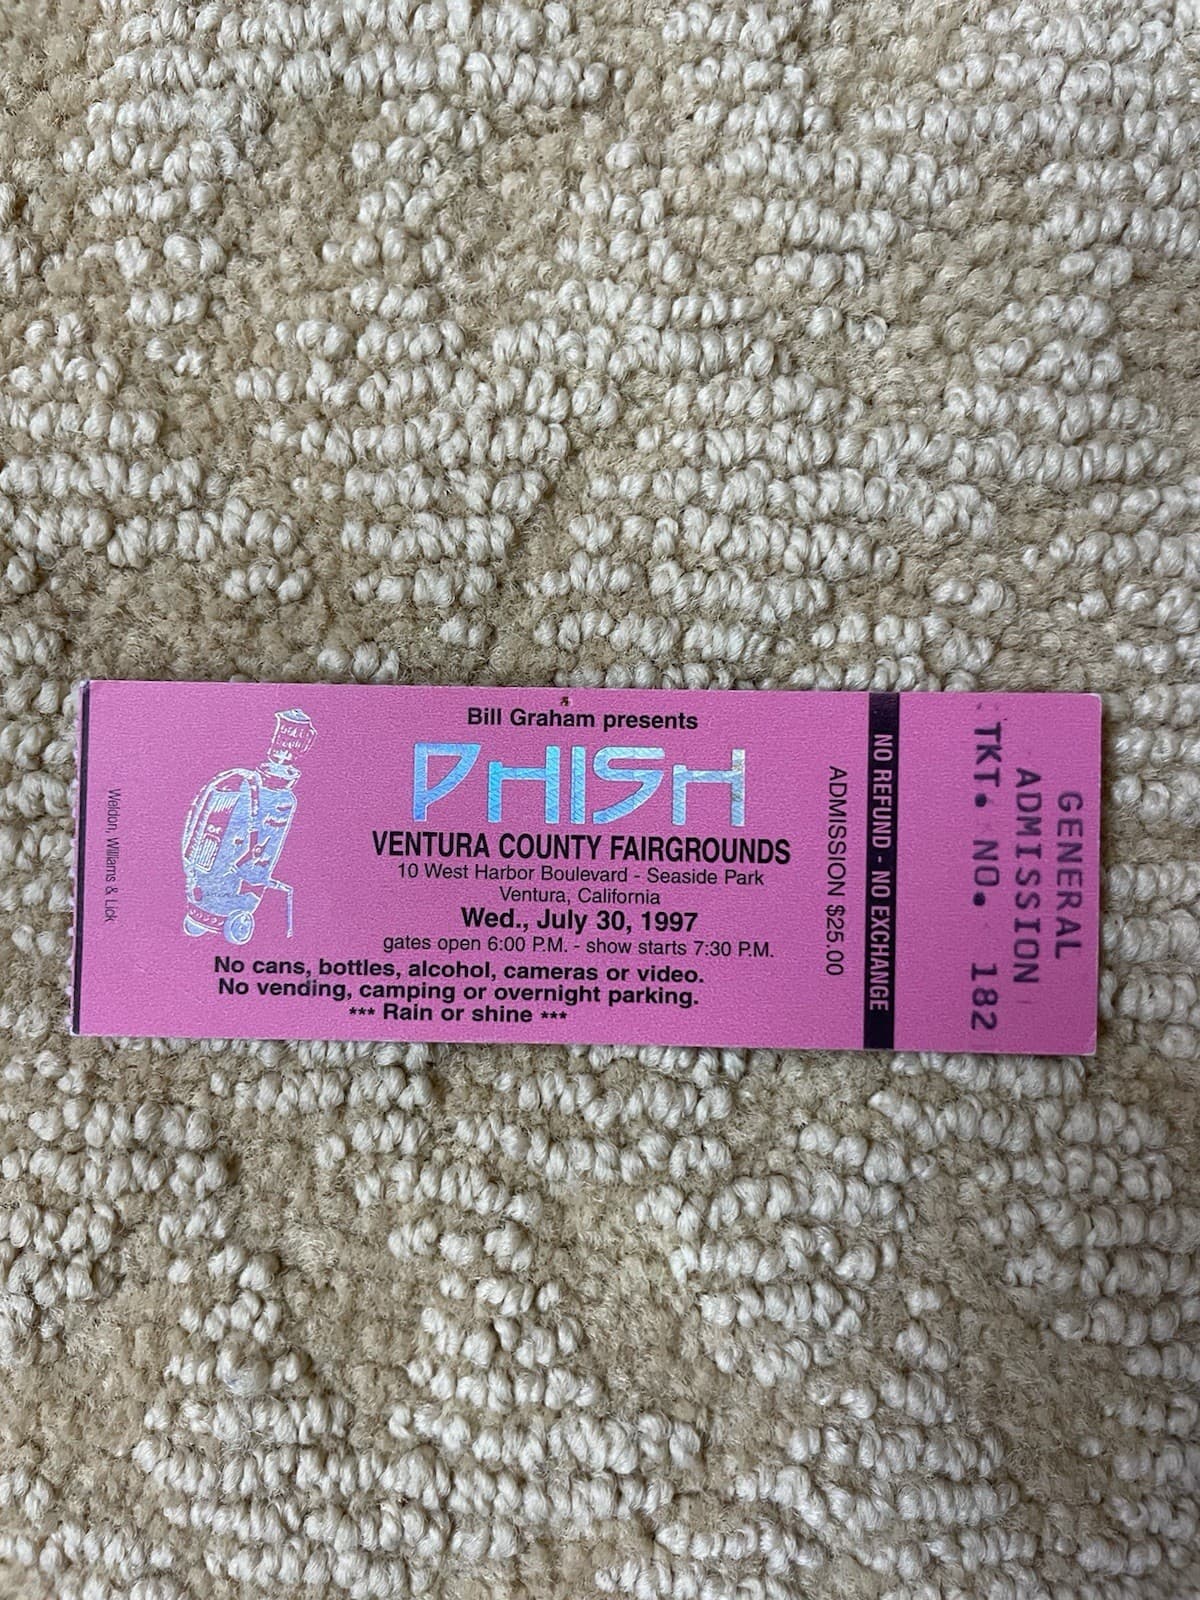 Bill Graham presents
PHISH
VENTURA COUNTY FAIRGROUNDS
10 West Harbor Boulevard - Seaside Park
Ventura, California
Wed., July 30, 1997
gates open 6:00 P.M. - show starts 7:30 P.M.
No cans, bottles, alcohol, cameras or video.
No vending, camping or overnight parking.
*** Rain or shine ***
Weldon, Williams & Lick
ADMISSION $25.00
NO REFUND - NO EXCHANGE
GENERAL
ADMISSION
TKT. NO. 182